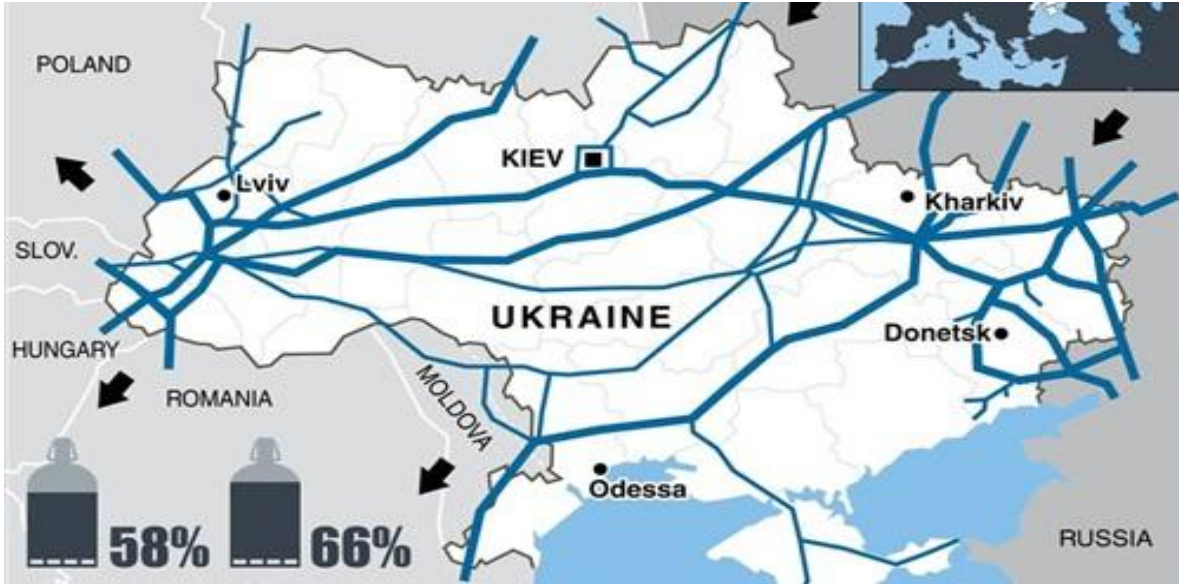 POLAND
KIEV
Lviv
Kharkiv
SLOV.
UKRAINE
Donetsk
HUNGARY
ROMANIA
MOLDOVA
Odessa
58%
66%
RUSSIA